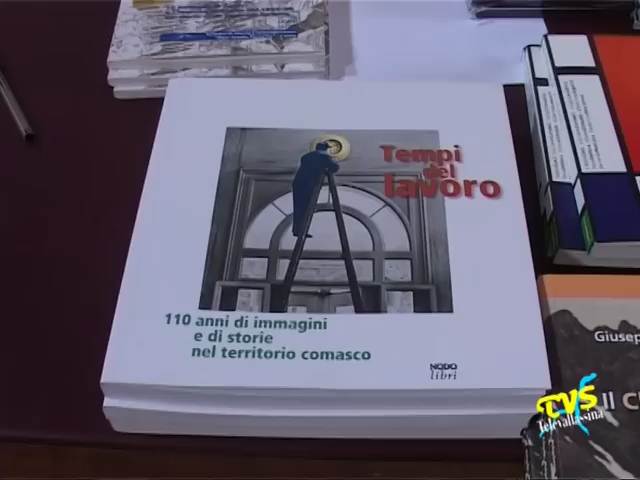 Tempi
del
lavoro
110 anni di immagini
e di storie
nel territorio comasco
NODO
libri
Giusep
Il C
TVS
Televallassina